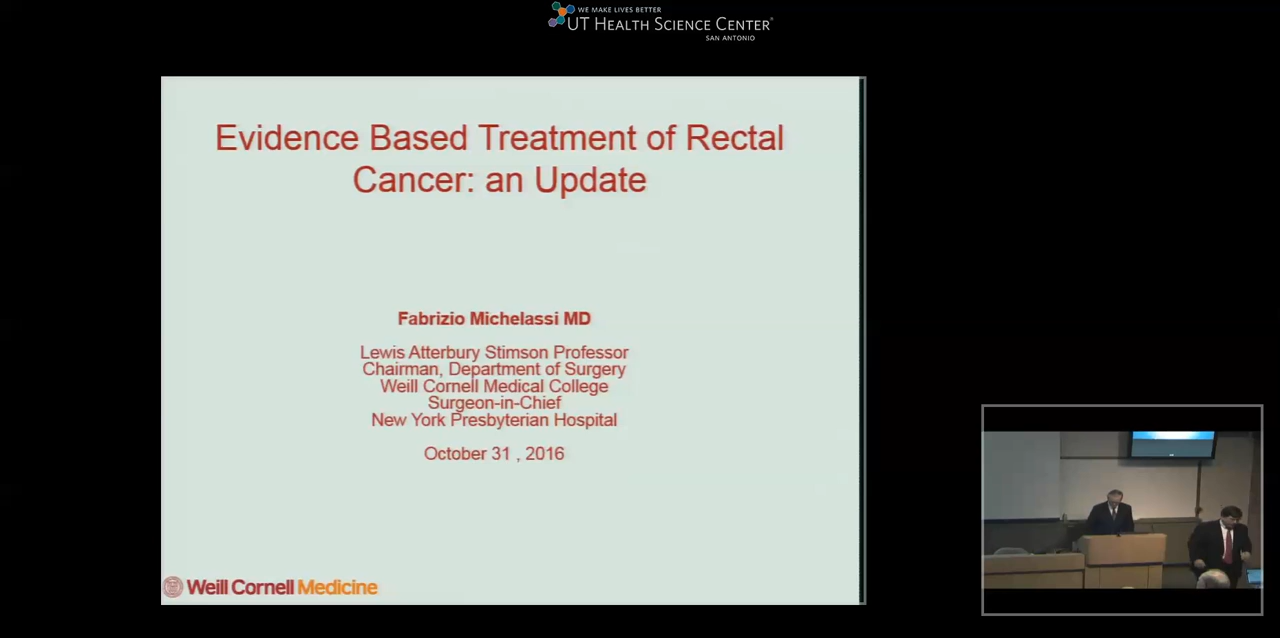 WE MAKE LIVES BETTER
UT HEALTH SCIENCE CENTER®
SAN ANTONIO
Evidence Based Treatment of Rectal
Cancer: an Update
Fabrizio Michelassi MD
Lewis Atterbury Stimson Professor
Chairman, Department of Surgery
Weill Cornell Medical College
Surgeon-in-Chief
New York Presbyterian Hospital
October 31 , 2016
Weill Cornell Medicine